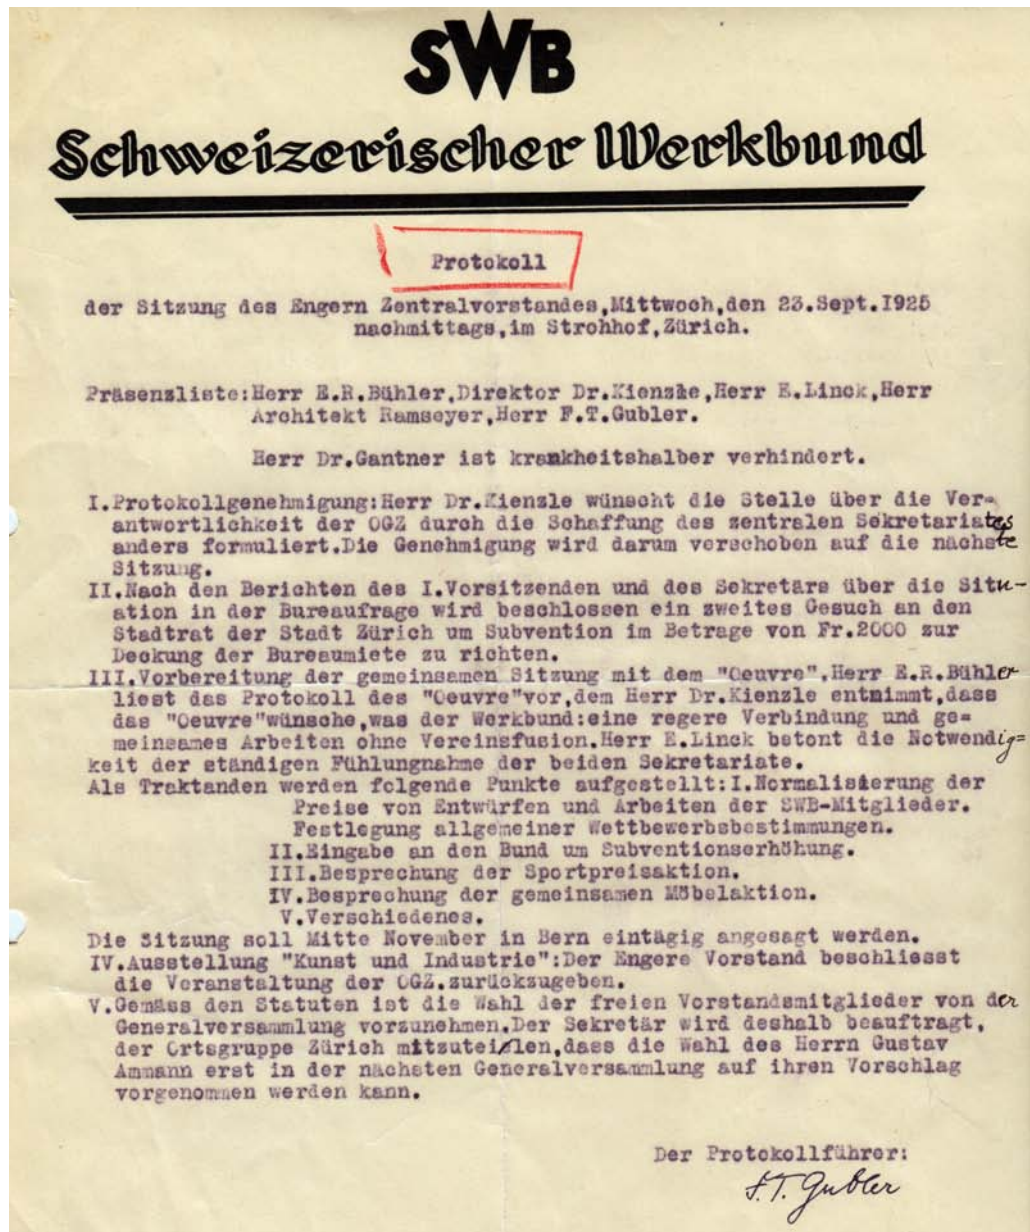 SWB
Schweizerischer Werkbund
Protokoll
der Sitzung des Engern Zentralvorstandes,Mittwoch,den 23.Sept.I925
nachmittags,im Strohhof,Zürich.
Präsenzliste:Herr E.R.Bühler,Direktor Dr.Kienzle,Herr E.Linck,Herr
Architekt Ramseyer,Herr F.T.Gubler.
Herr Dr.Gantner ist krankheitshalber verhindert.
I.Protokollgenehmigung:Herr Dr.Kienzle wünscht die Stelle über die Ver=
antwortlichkeit der OGZ durch die Schaffung des zentralen Sekretariates
anders formuliert.Die Genehmigung wird darum verschoben auf die nächste
Sitzung.
II.Nach den Berichten des I.Vorsitzenden und des Sekretärs über die Situ-
ation in der Bureaufrage wird beschlossen ein zweites Gesuch an den
Stadtrat der Stadt Zürich um Subvention im Betrage von Fr.2000 zur
Deckung der Bureaumiete zu richten.
III.Vorbereitung der gemeinsamen Sitzung mit dem "Oeuvre".Herr E.R.Bühler
liest das Protokoll des "Oeuvre"vor,dem Herr Dr.Kienzle entnimmt,dass
das "Oeuvre"wünsche,was der Werkbund:eine regere Verbindung und ge=
meinsames Arbeiten ohne Vereinsfusion.Herr E.Linck betont die Notwendig=
keit der ständigen Fühlungnahme der beiden Sekretariate.
Als Traktanden werden folgende Punkte aufgestellt:I.Normalisierung der
Preise von Entwürfen und Arbeiten der SWB-Mitglieder.
Festlegung allgemeiner Wettbewerbsbestimmungen.
II.Eingabe an den Bund um Subventionserhöhung.
III.Besprechung der Sportpreisaktion.
IV.Besprechung der gemeinsamen Möbelaktion.
V.Verschiedenes.
Die Sitzung soll Mitte November in Bern eintägig angesagt werden.
IV.Ausstellung "Kunst und Industrie":Der Engere Vorstand beschliesst
die Veranstaltung der OGZ.zurückzugeben.
V.Gemäss den Statuten ist die Wahl der freien Vorstandsmitglieder von der
Generalversammlung vorzunehmen.Der Sekretär wird deshalb beauftragt,
der Ortsgruppe Zürich mitzuteilen,dass die Wahl des Herrn Gustav
Ammann erst in der nächsten Generalversammlung auf ihren Vorschlag
vorgenommen werden kann.
Der Protokollführer:
F.T. Gubler